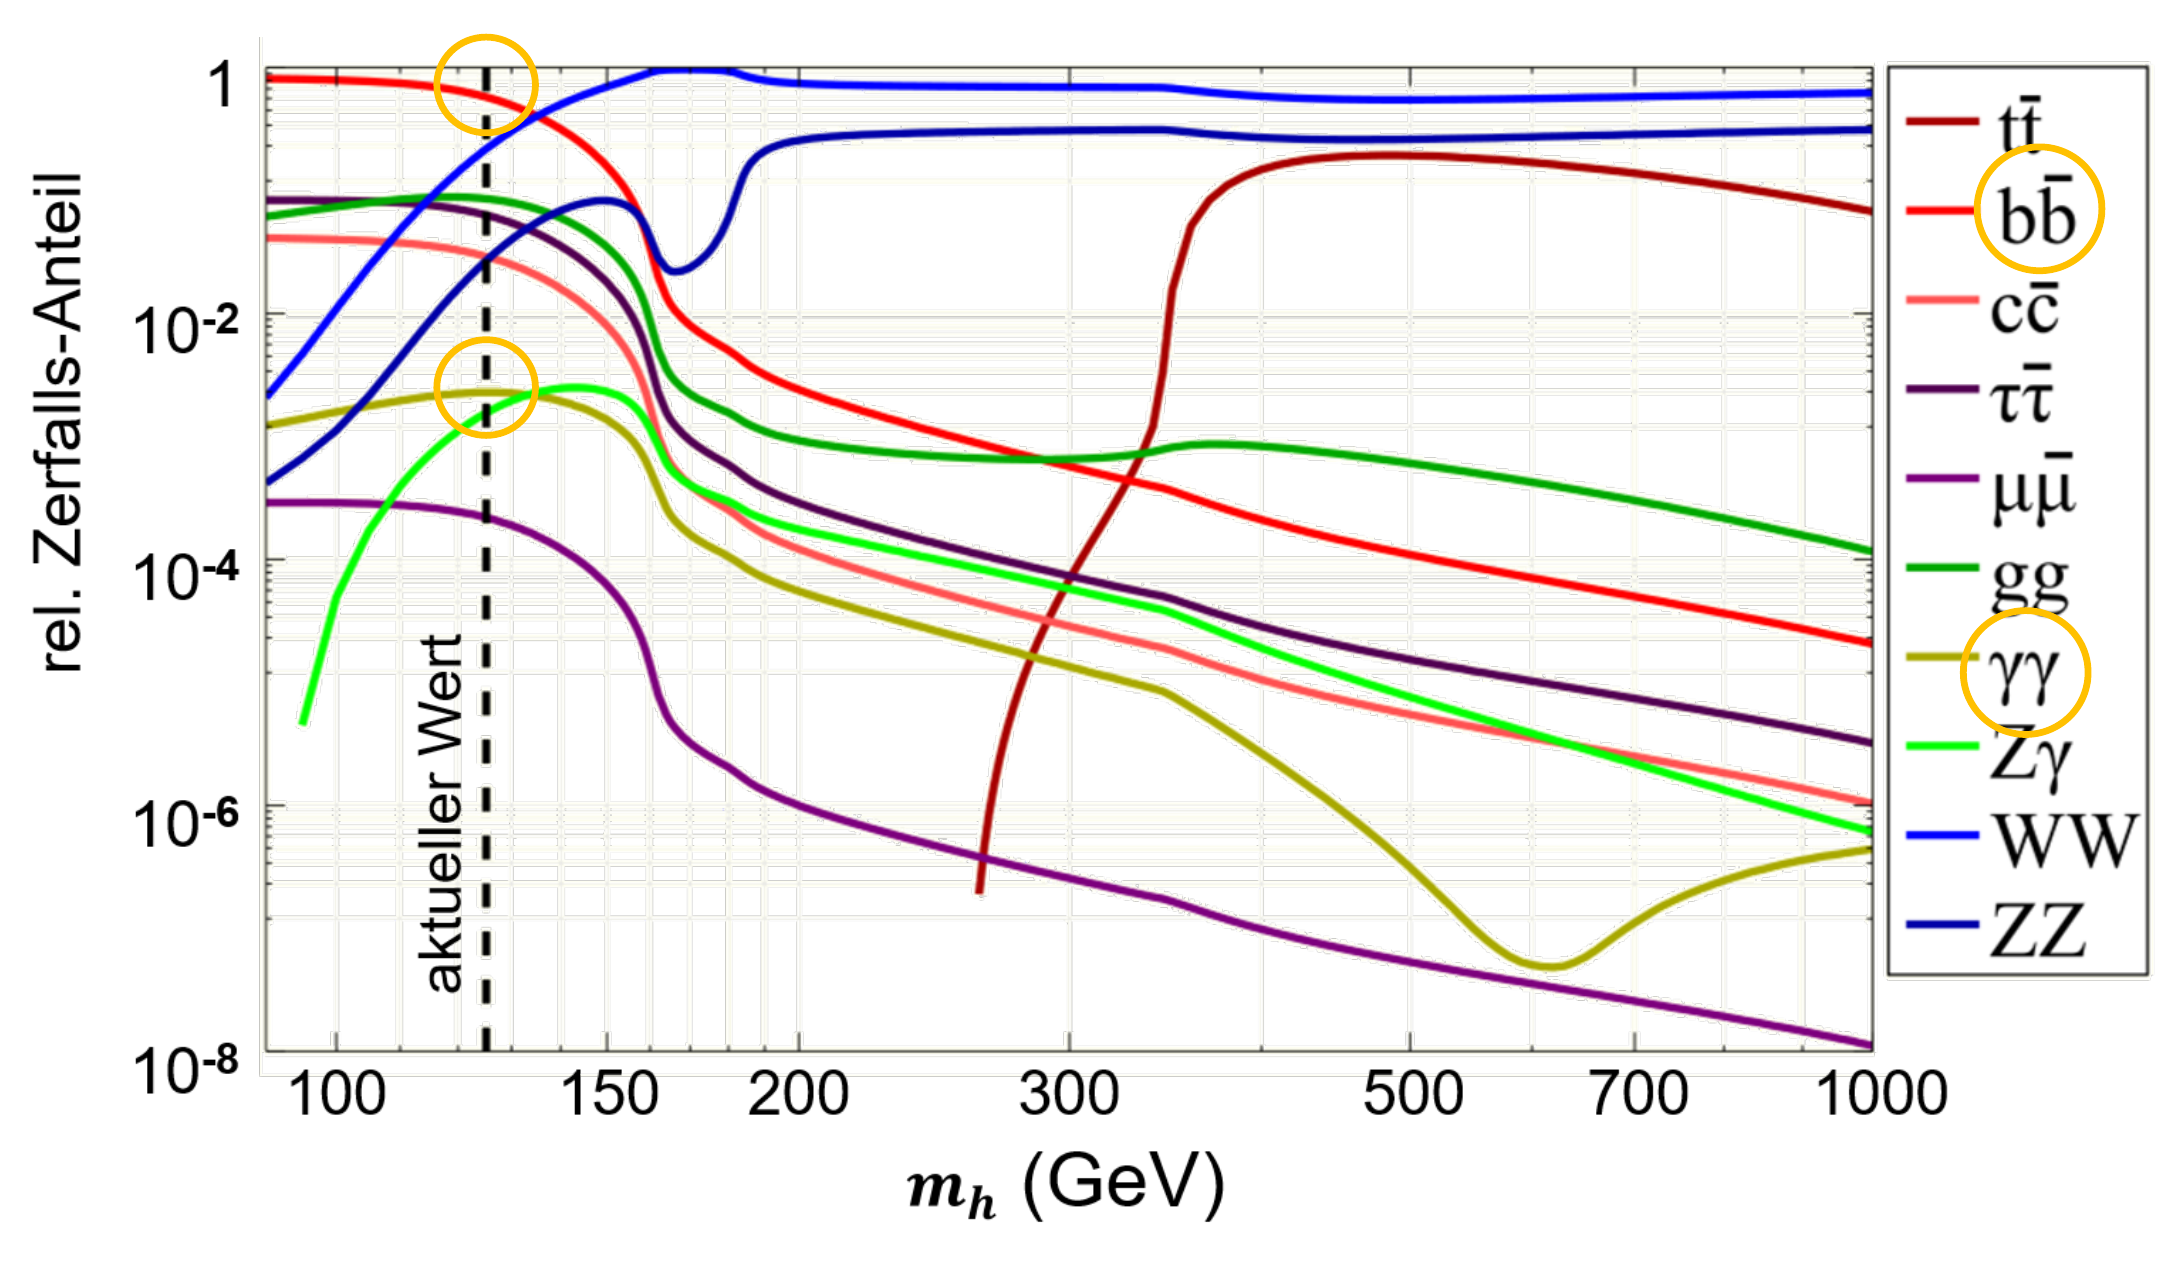 rel. Zerfalls-Anteil
1
10⁻²
10⁻⁴
10⁻⁶
10⁻⁸
aktueller Wert
100 150 200 300 500 700 1000
mₕ (GeV)
tt̄
bb̄
cc̄
ττ̄
μμ̄
gg
γγ
Zγ
WW
ZZ